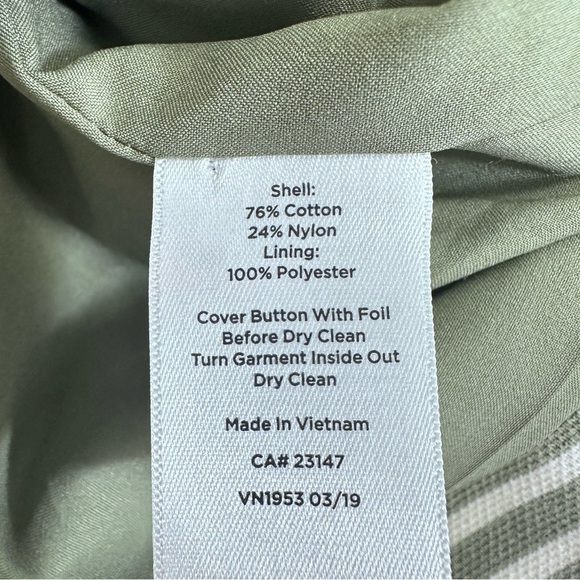 Shell:
76% Cotton
24% Nylon
Lining:
100% Polyester
Cover Button With Foil
Before Dry Clean
Turn Garment Inside Out
Dry Clean
Made In Vietnam
CA# 23147
VN1953 03/19